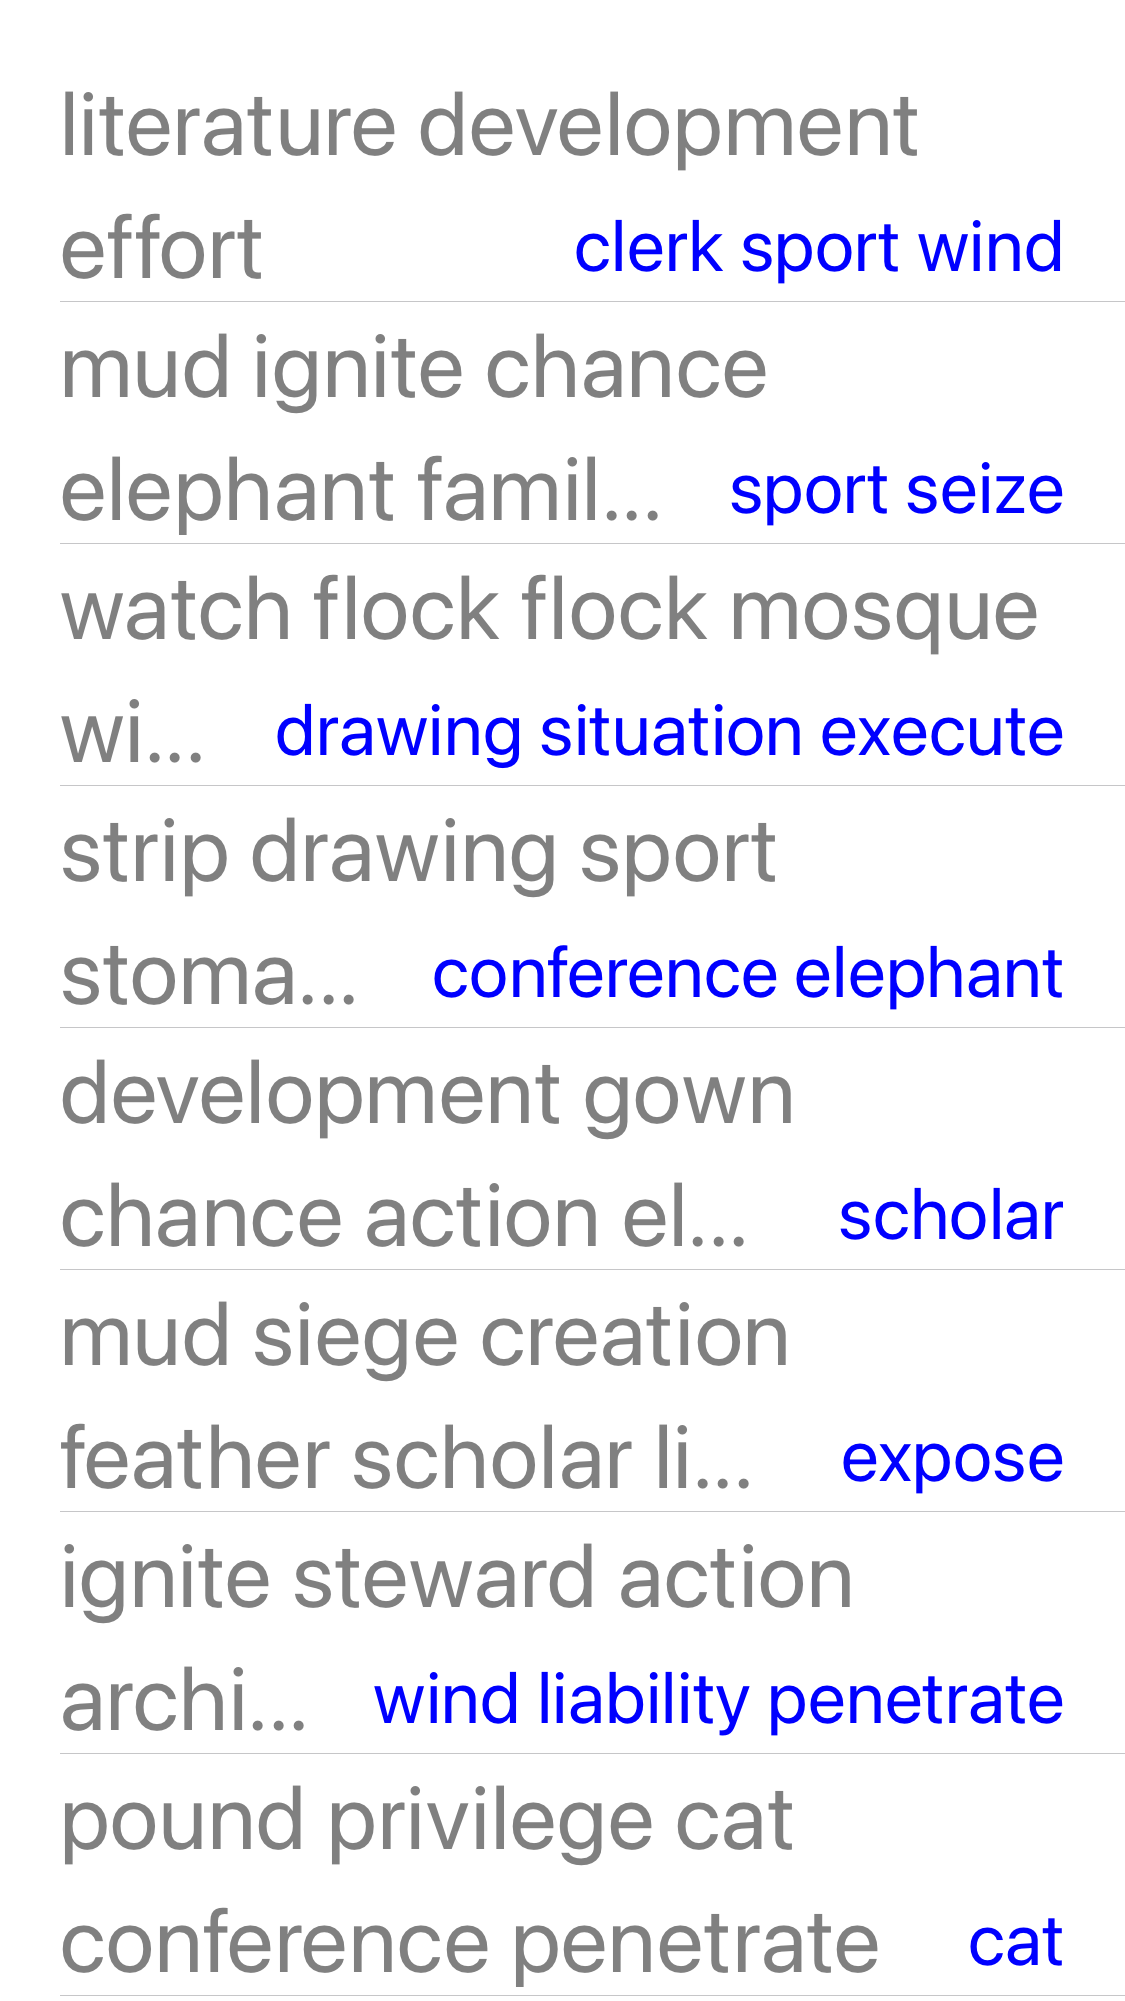 literature development
effort clerk sport wind
mud ignite chance
elephant famil... sport seize
watch flock flock mosque
wi... drawing situation execute
strip drawing sport
stoma... conference elephant
development gown
chance action el... scholar
mud siege creation
feather scholar li... expose
ignite steward action
archi... wind liability penetrate
pound privilege cat
conference penetrate cat